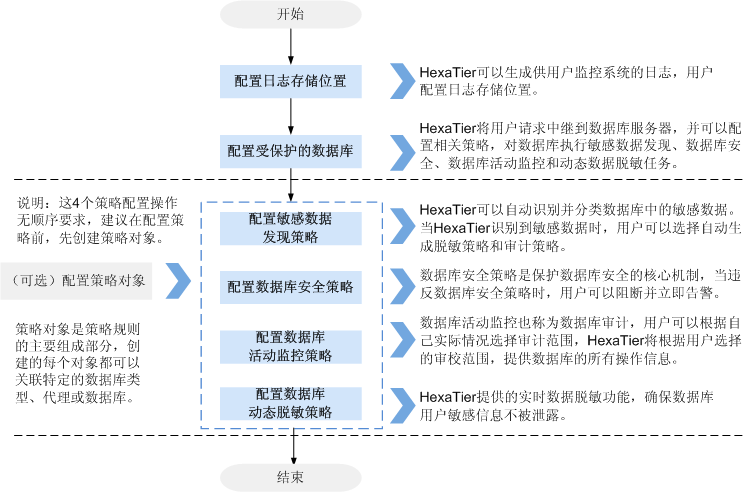 开始
配置日志存储位置
HexaTier可以生成供用户监控系统的日志，用户
配置日志存储位置。
配置受保护的数据库
HexaTier将用户请求中继到数据库服务器，并可以配
置相关策略，对数据库执行敏感数据发现、数据库安
全、数据库活动监控和动态数据脱敏任务。
说明：这4个策略配置操作
无顺序要求，建议在配置策
略前，先创建策略对象。
（可选）配置策略对象
策略对象是策略规则
的主要组成部分，创
建的每个对象都可以
关联特定的数据库类
型、代理或数据库。
配置敏感数据
发现策略
HexaTier可以自动识别并分类数据库中的敏感数据。
当HexaTier识别到敏感数据时，用户可以选择自动生
成脱敏策略和审计策略。
配置数据库安全策略
数据库安全策略是保护数据库安全的核心机制，当违
反数据库安全策略时，用户可以阻断并立即告警。
配置数据库
活动监控策略
数据库活动监控也称为数据库审计，用户可以根据自
己实际情况选择审计范围，HexaTier将根据用户选择
的审校范围，提供数据库的所有操作信息。
配置数据库
动态脱敏策略
HexaTier提供的实时数据脱敏功能，确保数据库
用户敏感信息不被泄露。
结束